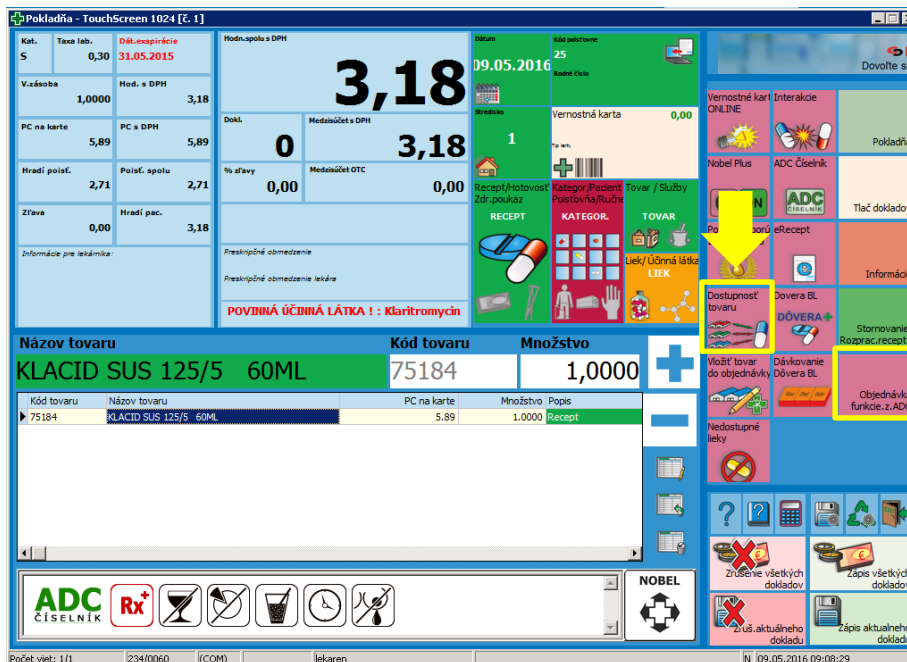 Pokladňa - TouchScreen 1024 [č. 1]
Kat. Taxa lab. Dát.exspirácie
S 0,30 31.05.2015
V.zásoba Hod. s DPH
1,0000 3,18
PC na karte PC s DPH
5,89 5,89
Hradí poisť. Poisť. spolu
2,71 2,71
Zľava Hradí pac.
0,00 3,18
Informácie pre lekárnika:
Hodn.spolu s DPH
3,18
Dokl. Medzisúčet s DPH
0 3,18
% zľavy Medzisúčet OTC
0,00 0,00
Preskripčné obmedzenie
Preskripčné obmedzenie lekára
POVINNÁ ÚČINNÁ LÁTKA ! : Klaritromycin
Dátum
09.05.2016
Kód poisťovne
25
Rodné číslo
Stredisko
1
Vernostná karta 0,00
Typ karty
Recept/Hotovosť
Zdr.poukaz
RECEPT
Kategor/Pacient
Poisťovňa/Ručne
KATEGOR.
Tovar / Služby
TOVAR
Liek/ Účinná látka
LIEK
Názov tovaru Kód tovaru Množstvo
KLACID SUS 125/5 60ML 75184 1,0000
Kód tovaru Názov tovaru PC na karte Množstvo Popis
75184 KLACID SUS 125/5 60ML 5.89 1.0000 Recept
ADC
ČÍSELNÍK
Rx+
NOBEL
Dovoľte s
Vernostné kart
ONLINE
Interakcie
Pokladňa
Nobel Plus
ADC Číselník
ADC
ČÍSELNÍK
Tlač dokladov
eRecept
Informáci
Dostupnosť
tovaru
Dovera BL
DÔVERA+
Stornovanie
Rozprac.recept
Vložiť tovar
do objednávky
Dávkovanie
Dôvera BL
Objednávk
funkcie.z.ADC
Nedostupné
lieky
Zrušenie všetkých
dokladov
Zápis všetkých
dokladov
Zruš.aktuálneho
dokladu
Zápis aktualneho
dokladu
Počet viet: 1/1 234/0060 (COM) lekaren N 09.05.2016 09:08:29